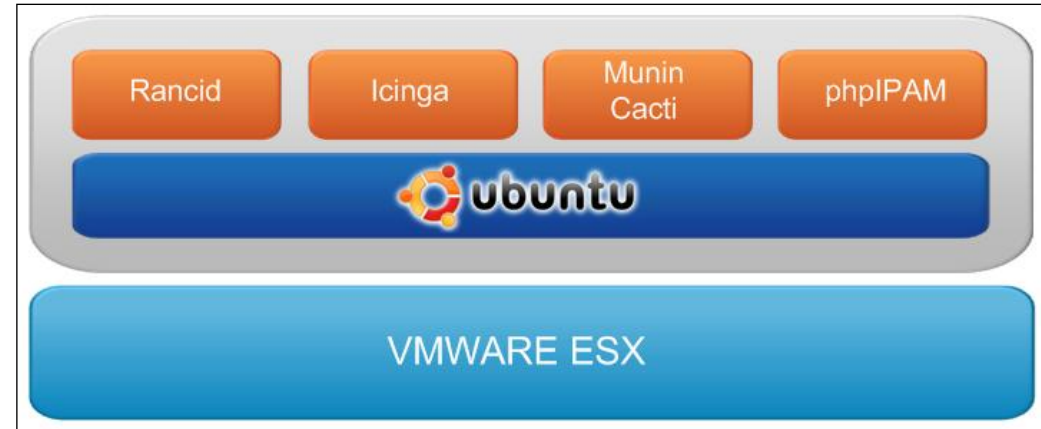 Rancid
Icinga
Munin
Cacti
phpIPAM
ubuntu
VMWARE ESX